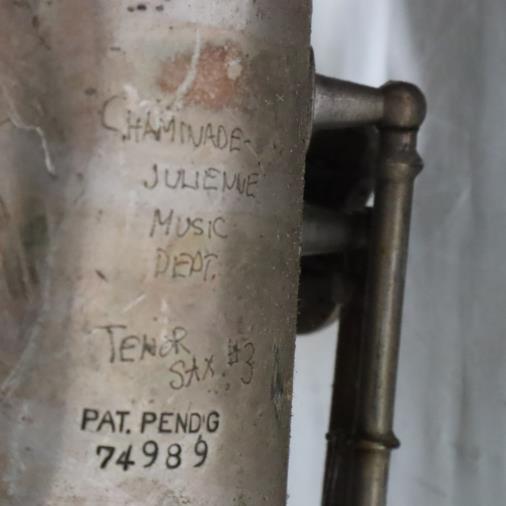 CHAMINADE-
JULIENNE
MUSIC
DEPT.
TENOR
SAX. #3
PAT. PEND'G
74989